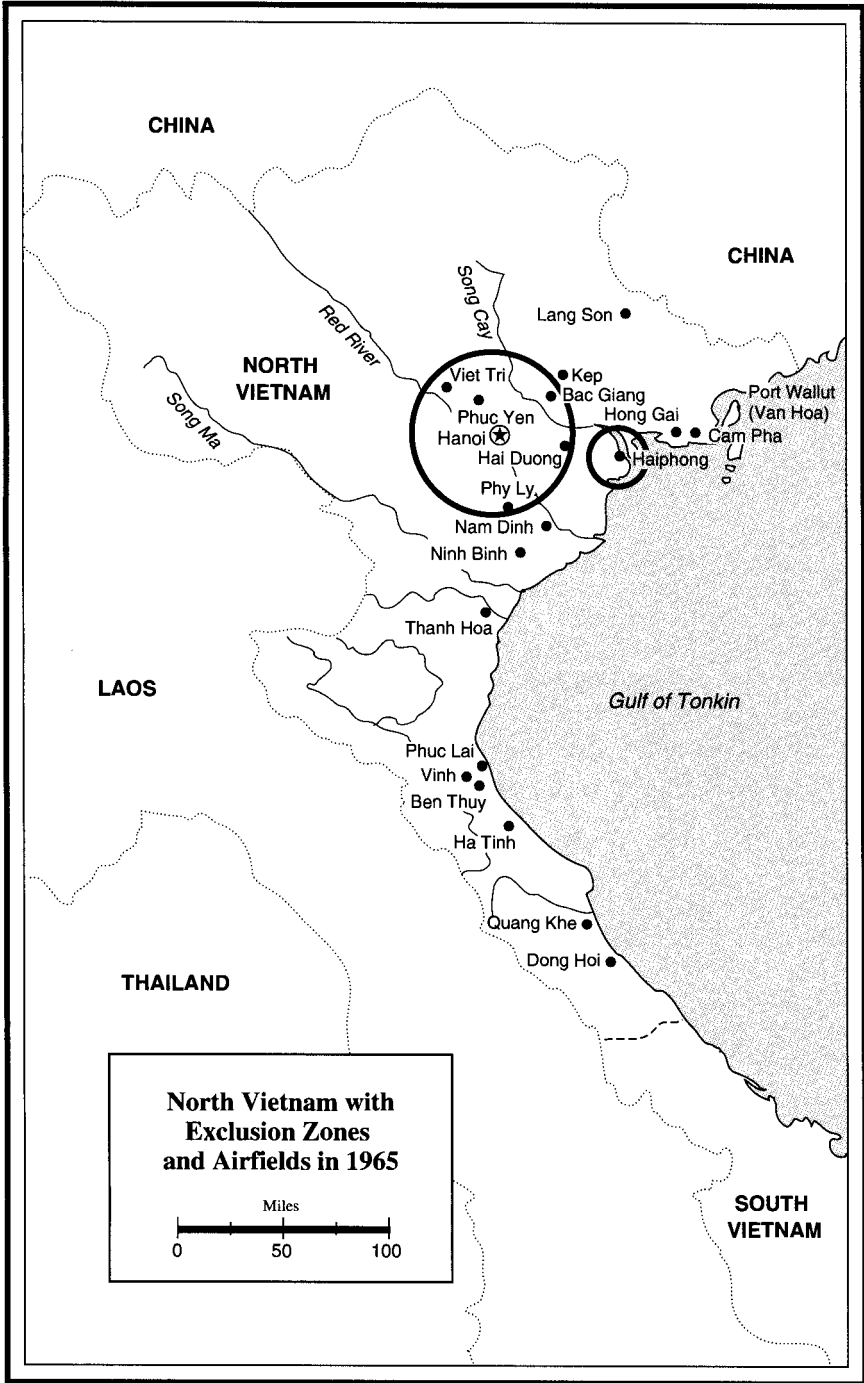 CHINA
CHINA
Song Cay
Lang Son
Red River
NORTH
VIETNAM
Viet Tri
Kep
Bac Giang
Port Wallut
(Van Hoa)
Song Ma
Phuc Yen
Hong Gai
Hanoi
Cam Pha
Hai Duong
Haiphong
Phy Ly
Nam Dinh
Ninh Binh
Thanh Hoa
LAOS
Gulf of Tonkin
Phuc Lai
Vinh
Ben Thuy
Ha Tinh
Quang Khe
Dong Hoi
THAILAND
North Vietnam with
Exclusion Zones
and Airfields in 1965
Miles
0 50 100
SOUTH
VIETNAM